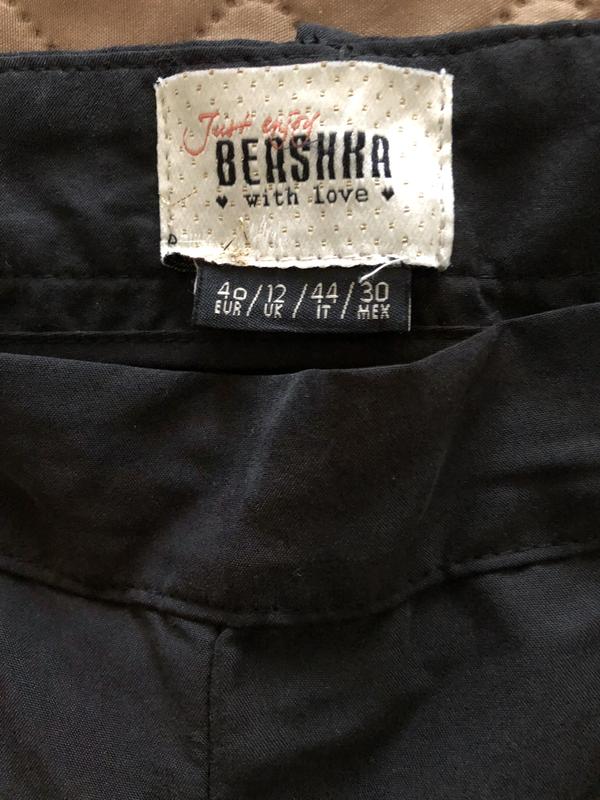 Just enjoy
BERSHKA
♥ with love ♥
40/12/44/30
EUR UK IT MEX